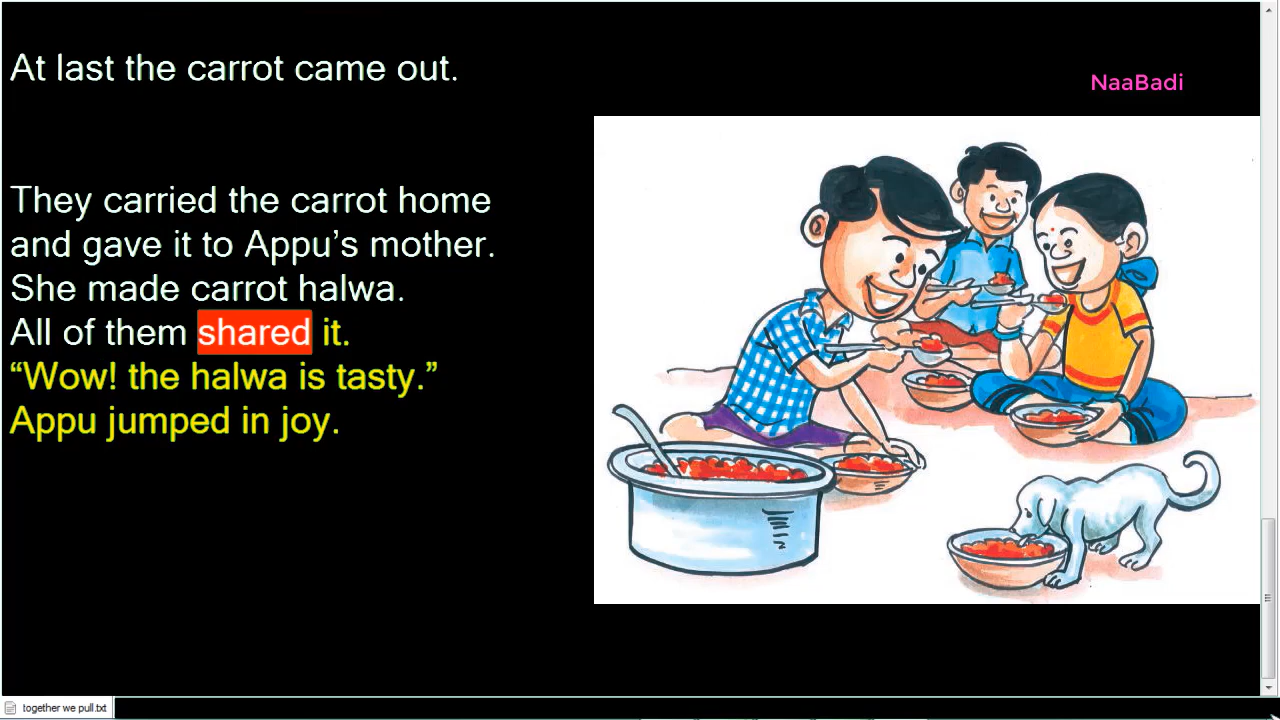 At last the carrot came out.
NaaBadi
They carried the carrot home
and gave it to Appu’s mother.
She made carrot halwa.
All of them shared it.
“Wow! the halwa is tasty.”
Appu jumped in joy.
together we pull.txt